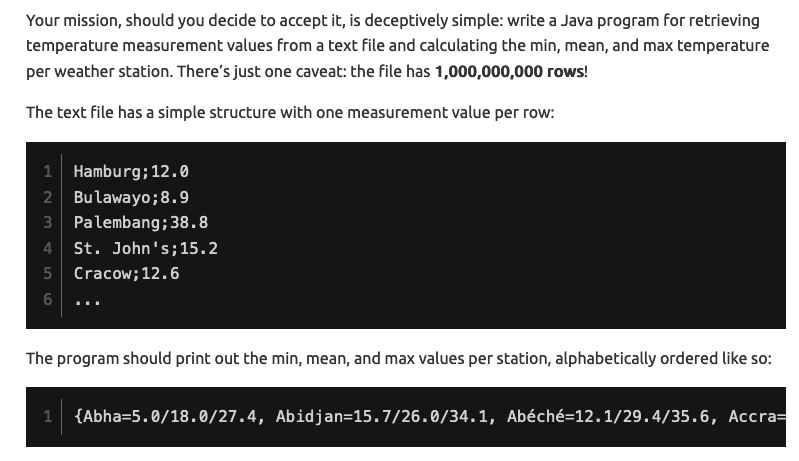 Your mission, should you decide to accept it, is deceptively simple: write a Java program for retrieving
temperature measurement values from a text file and calculating the min, mean, and max temperature
per weather station. There’s just one caveat: the file has 1,000,000,000 rows!
The text file has a simple structure with one measurement value per row:
1 Hamburg;12.0
2 Bulawayo;8.9
3 Palembang;38.8
4 St. John's;15.2
5 Cracow;12.6
6 ...
The program should print out the min, mean, and max values per station, alphabetically ordered like so:
1 {Abha=5.0/18.0/27.4, Abidjan=15.7/26.0/34.1, Abéché=12.1/29.4/35.6, Accra=